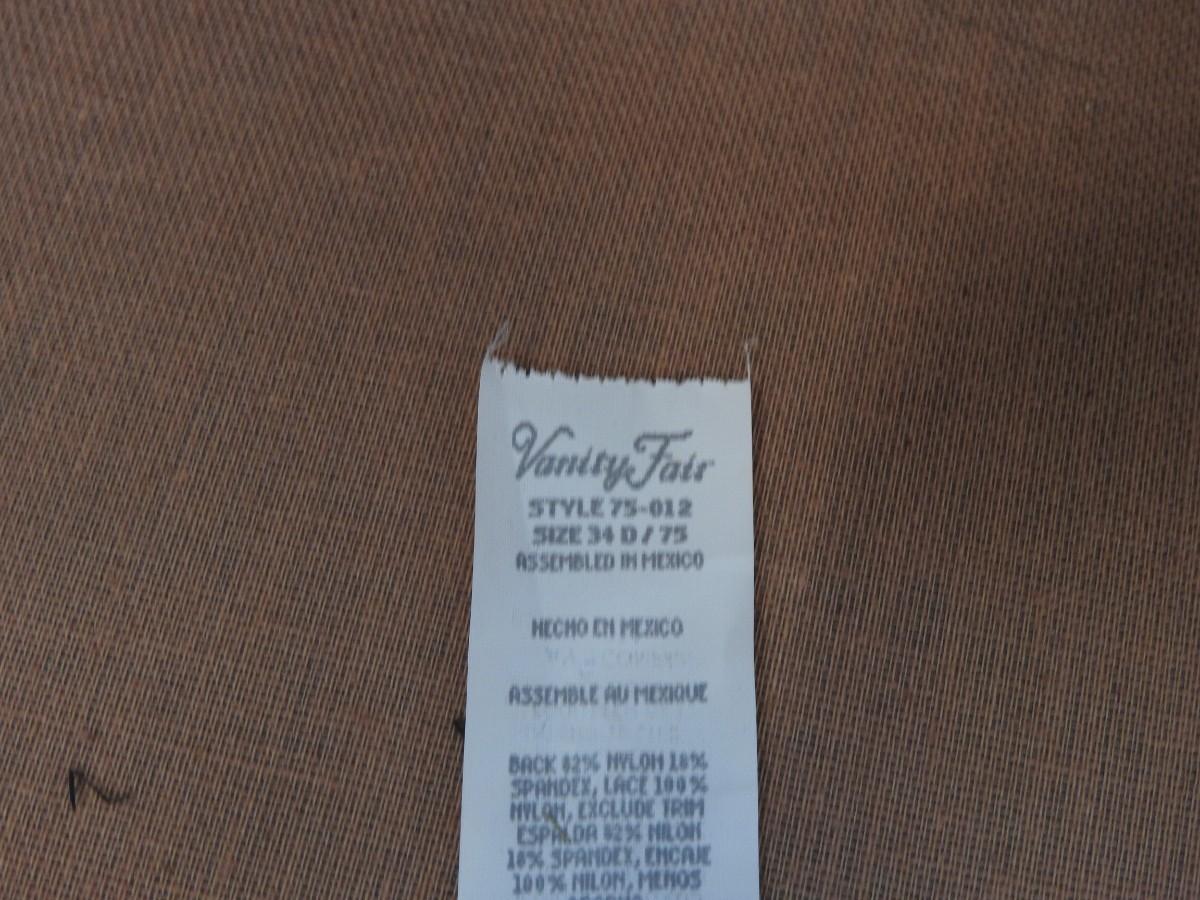 Vanity Fair
STYLE 75-012
SIZE 34 D / 75
ASSEMBLED IN MEXICO
HECHO EN MEXICO
ASSEMBLE AU MEXIQUE
BACK 82% NYLON 18%
SPANDEX, LACE 100%
NYLON, EXCLUDE TRIM
ESPALDA 82% NILON
18% SPANDEX, ENCAJE
100% NILON, MENOS